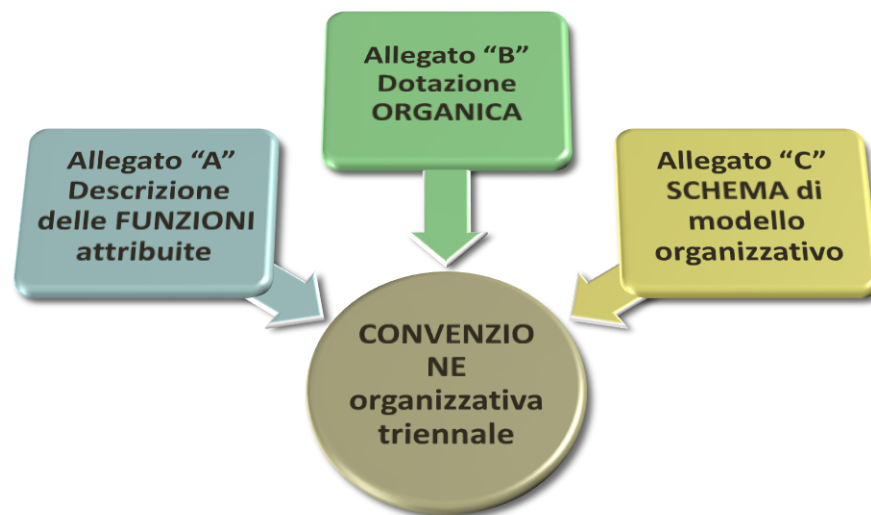 Allegato “A”
Descrizione
delle FUNZIONI
attribuite
Allegato “B”
Dotazione
ORGANICA
Allegato “C”
SCHEMA di
modello
organizzativo
CONVENZIO
NE
organizzativa
triennale